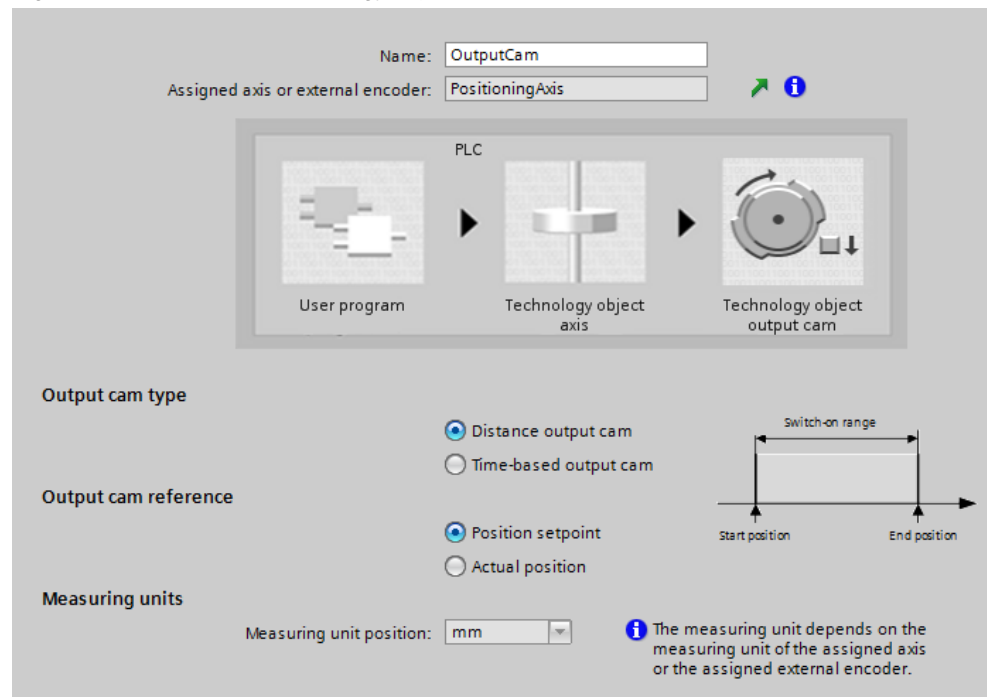 Name: OutputCam
Assigned axis or external encoder: PositioningAxis
PLC
User program
Technology object
axis
Technology object
output cam
Output cam type
Distance output cam
Time-based output cam
Switch-on range
Start position
End position
Output cam reference
Position setpoint
Actual position
Measuring units
Measuring unit position: mm
The measuring unit depends on the
measuring unit of the assigned axis
or the assigned external encoder.